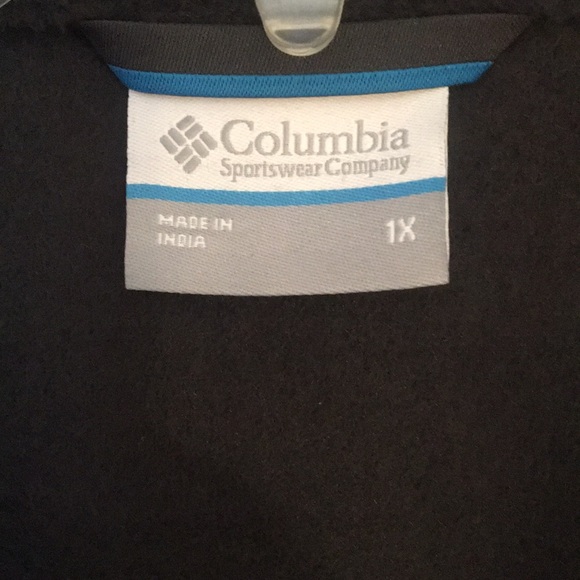 Columbia
Sportswear Company
MADE IN
INDIA
1X